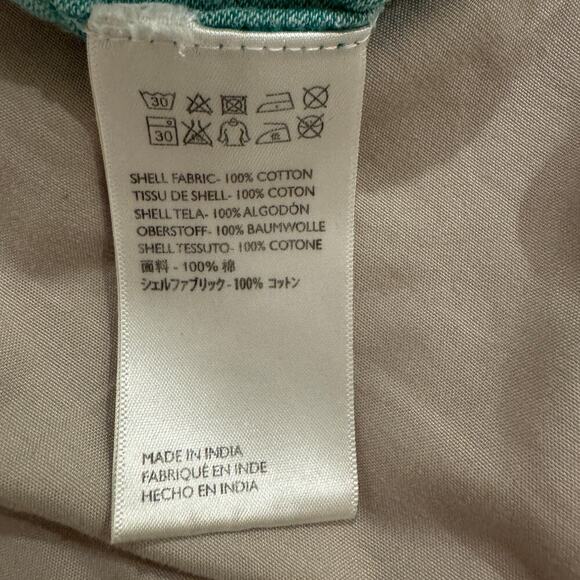 30
30 低
SHELL FABRIC- 100% COTTON
TISSU DE SHELL- 100% COTON
SHELL TELA- 100% ALGODÓN
OBERSTOFF- 100% BAUMWOLLE
SHELL TESSUTO- 100% COTONE
面料 - 100% 棉
シェルファブリック- 100% コットン
MADE IN INDIA
FABRIQUÉ EN INDE
HECHO EN INDIA